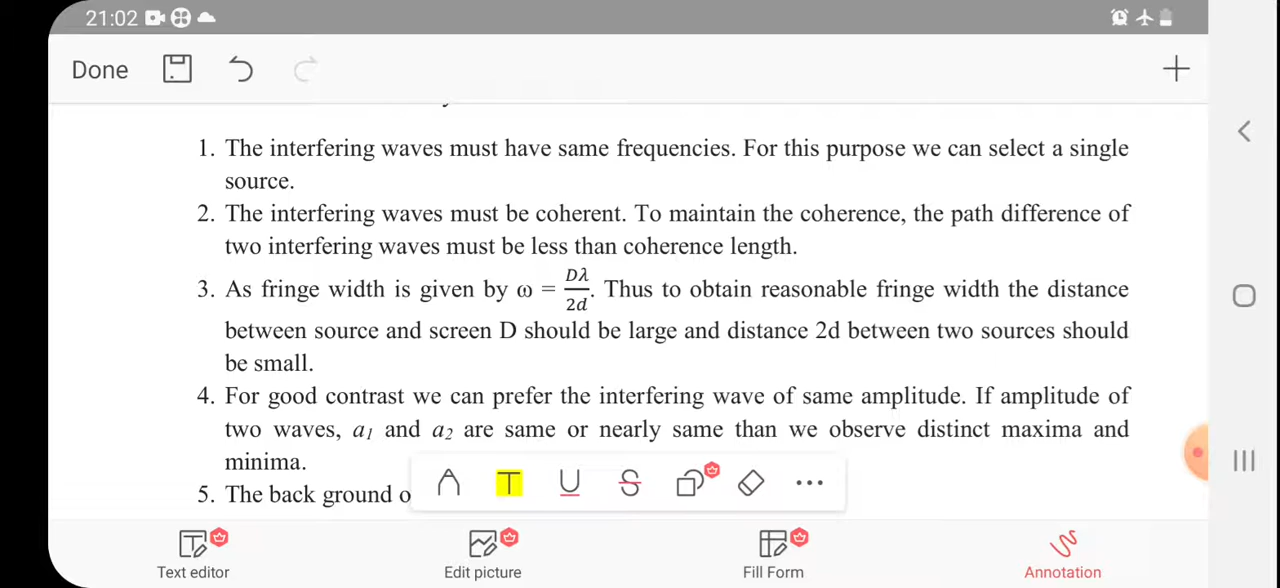 21:02
Done
1. The interfering waves must have same frequencies. For this purpose we can select a single
source.
2. The interfering waves must be coherent. To maintain the coherence, the path difference of
two interfering waves must be less than coherence length.
3. As fringe width is given by ω = Dλ/2d. Thus to obtain reasonable fringe width the distance
between source and screen D should be large and distance 2d between two sources should
be small.
4. For good contrast we can prefer the interfering wave of same amplitude. If amplitude of
two waves, a1 and a2 are same or nearly same than we observe distinct maxima and
minima.
5. The back ground o
T U S
Text editor Edit picture Fill Form Annotation